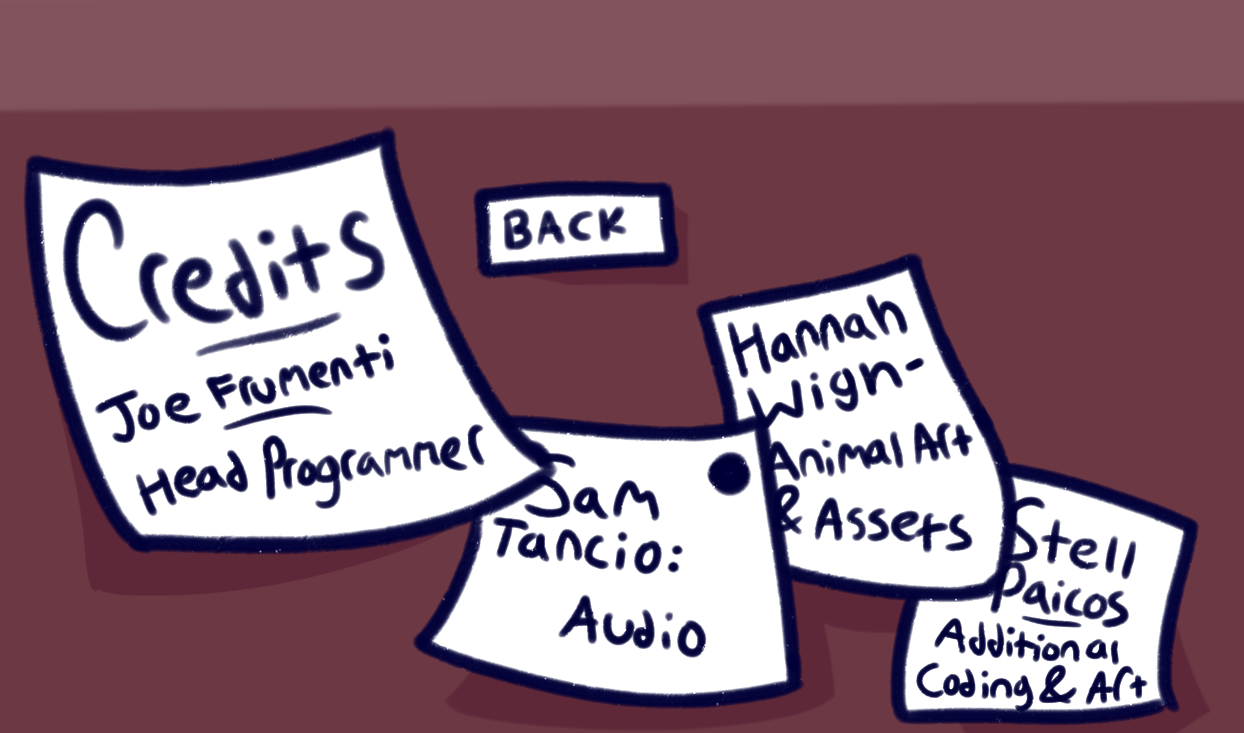 Credits
Joe Frumenti
Head Programmer
BACK
Sam
Tancio:
Audio
Hannah
Wign-
Animal Art
& Assets
Stell
Paicos
Additional
Coding & Art